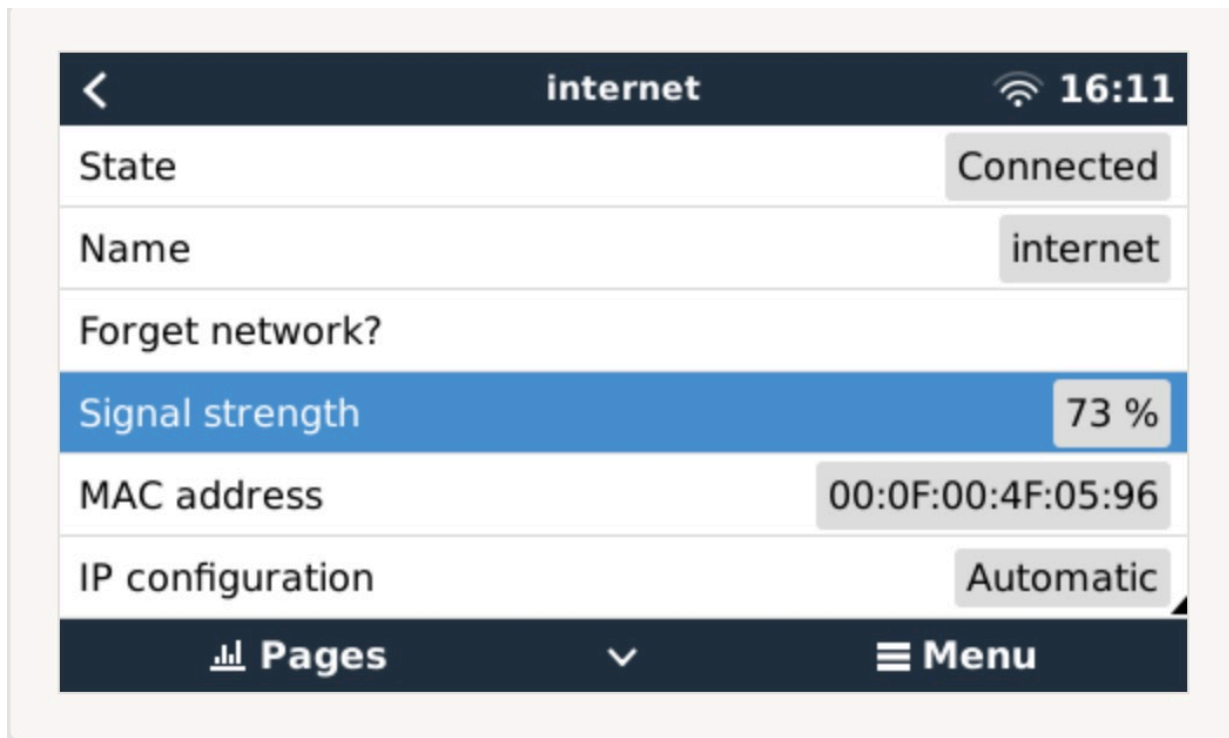 internet 16:11
State Connected
Name internet
Forget network?
Signal strength 73 %
MAC address 00:0F:00:4F:05:96
IP configuration Automatic
Pages Menu